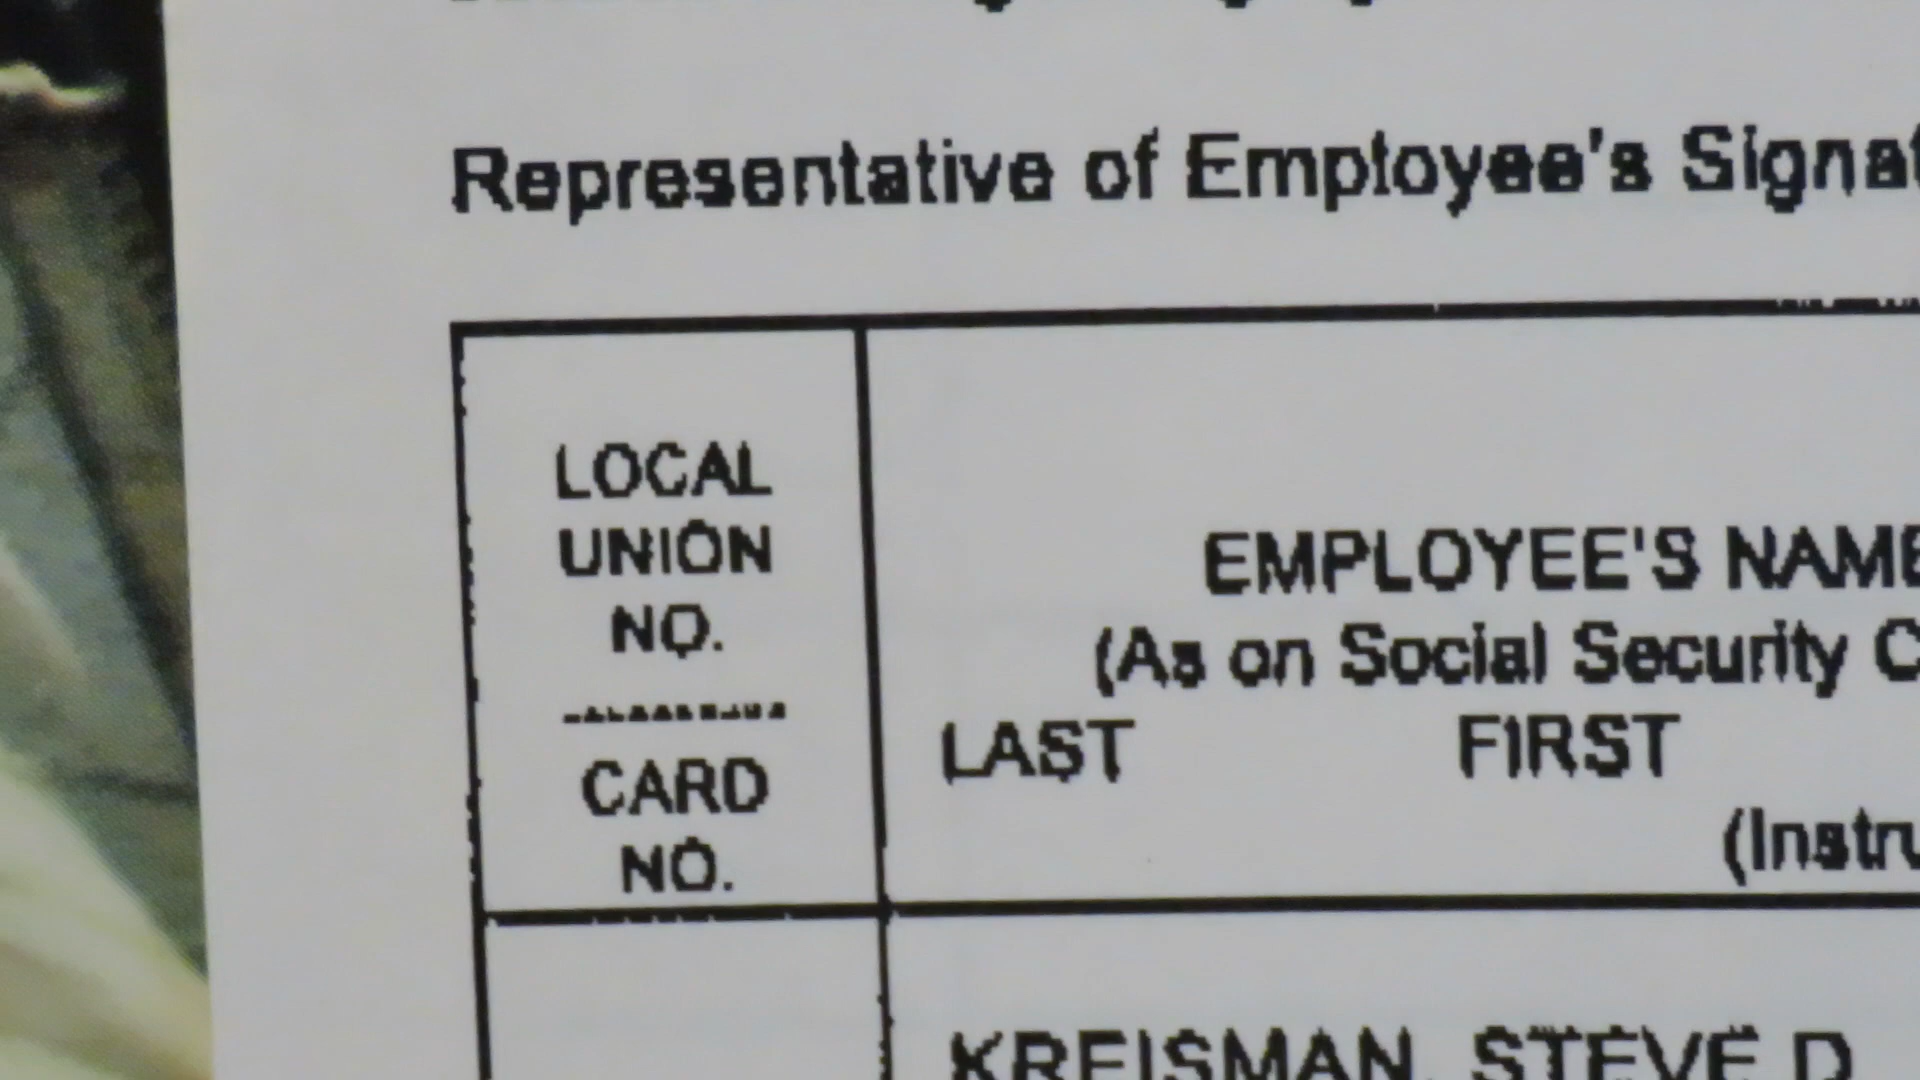 Representative of Employee's Signat
LOCAL
UNION
NO.
CARD
NO.
EMPLOYEE'S NAME
(As on Social Security C
LAST FIRST
(Instru
KREISMAN, STEVE D